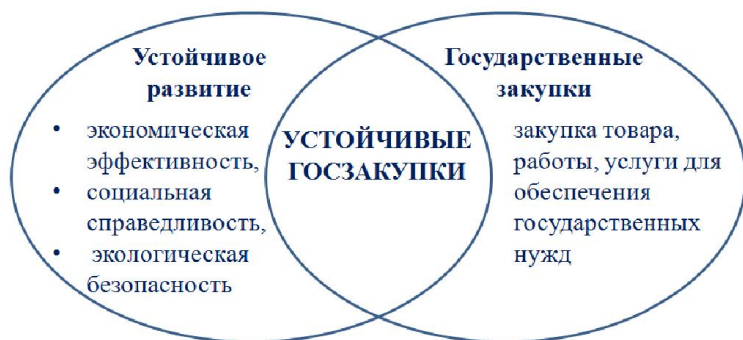 Устойчивое
развитие
• экономическая
эффективность,
• социальная
справедливость,
• экологическая
безопасность
УСТОЙЧИВЫЕ
ГОСЗАКУПКИ
Государственные
закупки
закупка товара,
работы, услуги для
обеспечения
государственных
нужд